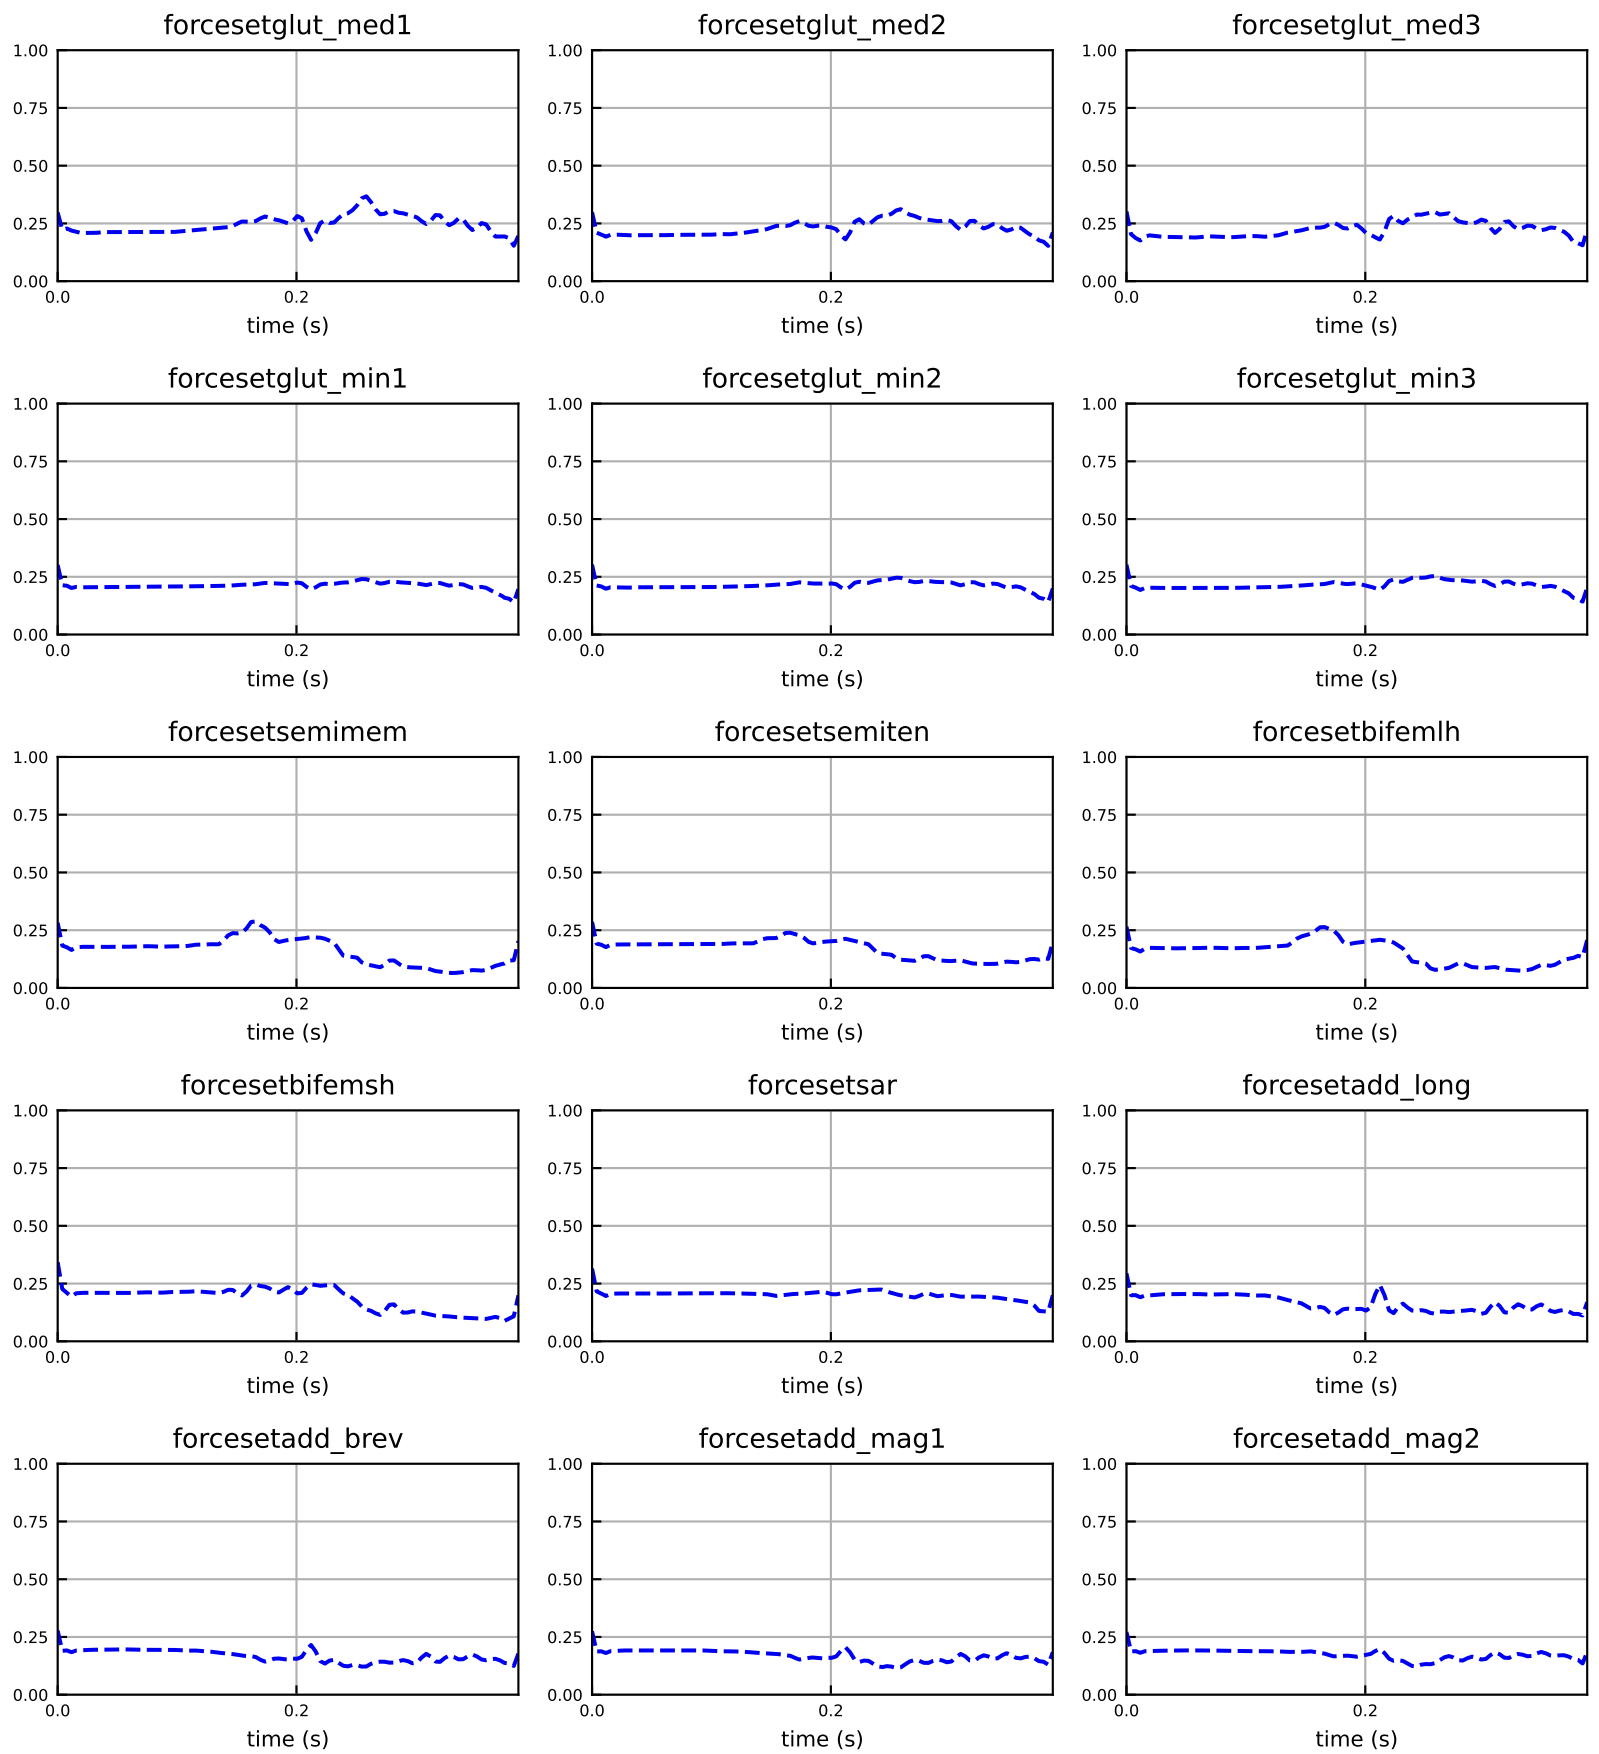 forcesetglut_med1 forcesetglut_med2 forcesetglut_med3
1.00 1.00 1.00
0.75 0.75 0.75
0.50 0.50 0.50
0.25 0.25 0.25
0.00 0.00 0.00
0.0 0.2 0.0 0.2 0.0 0.2
time (s) time (s) time (s)
forcesetglut_min1 forcesetglut_min2 forcesetglut_min3
1.00 1.00 1.00
0.75 0.75 0.75
0.50 0.50 0.50
0.25 0.25 0.25
0.00 0.00 0.00
0.0 0.2 0.0 0.2 0.0 0.2
time (s) time (s) time (s)
forcesetsemimem forcesetsemiten forcesetbifemlh
1.00 1.00 1.00
0.75 0.75 0.75
0.50 0.50 0.50
0.25 0.25 0.25
0.00 0.00 0.00
0.0 0.2 0.0 0.2 0.0 0.2
time (s) time (s) time (s)
forcesetbifemsh forcesetsar forcesetadd_long
1.00 1.00 1.00
0.75 0.75 0.75
0.50 0.50 0.50
0.25 0.25 0.25
0.00 0.00 0.00
0.0 0.2 0.0 0.2 0.0 0.2
time (s) time (s) time (s)
forcesetadd_brev forcesetadd_mag1 forcesetadd_mag2
1.00 1.00 1.00
0.75 0.75 0.75
0.50 0.50 0.50
0.25 0.25 0.25
0.00 0.00 0.00
0.0 0.2 0.0 0.2 0.0 0.2
time (s) time (s) time (s)